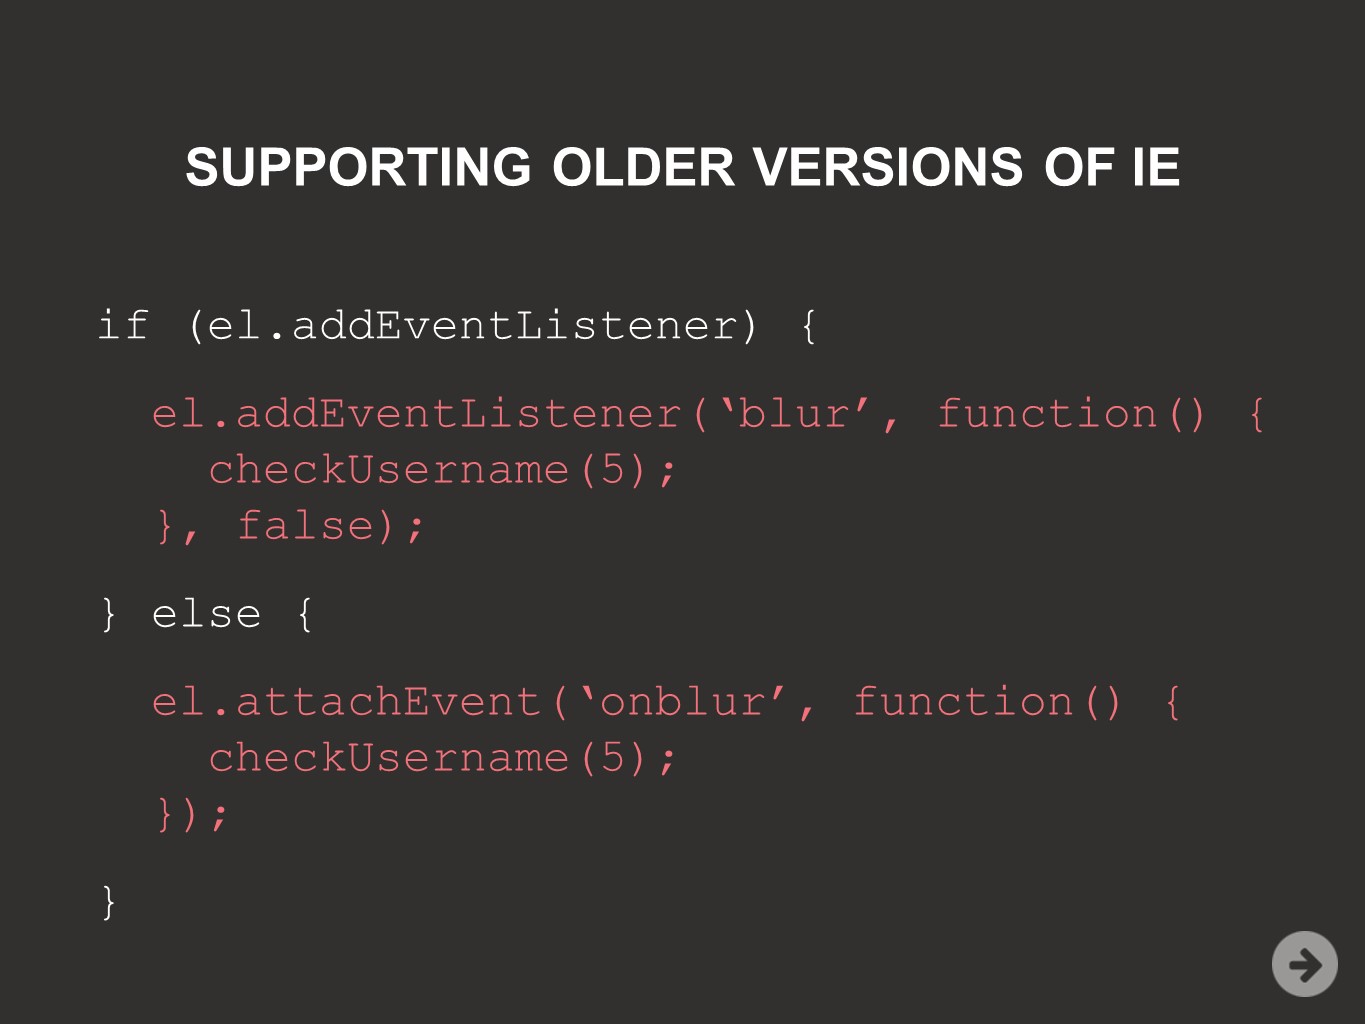 SUPPORTING OLDER VERSIONS OF IE
if (el.addEventListener) {
el.addEventListener(‘blur’, function() {
checkUsername(5);
}, false);
} else {
el.attachEvent(‘onblur’, function() {
checkUsername(5);
});
}